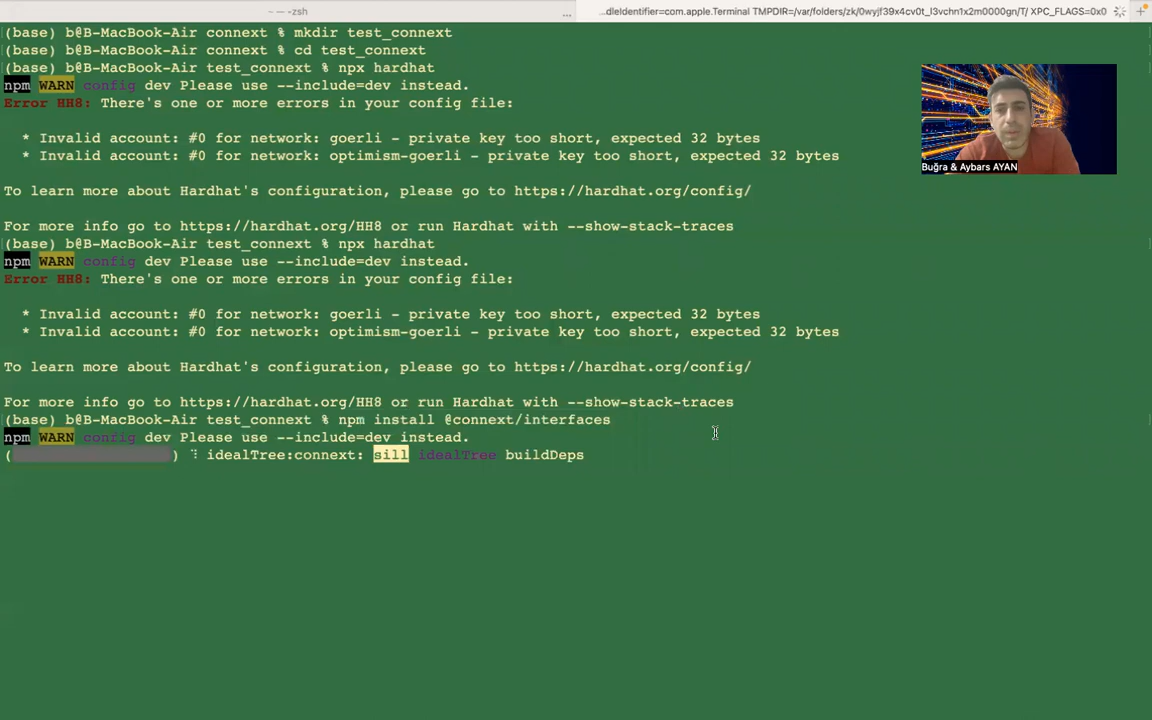 - — -zsh
...
...dleIdentifier=com.apple.Terminal TMPDIR=/var/folders/zk/0wyjf39x4cv0t_l3vchn1x2m0000gn/T/ XPC_FLAGS=0x0
(base) b@B-MacBook-Air connext % mkdir test_connext
(base) b@B-MacBook-Air connext % cd test_connext
(base) b@B-MacBook-Air test_connext % npx hardhat
npm WARN config dev Please use --include=dev instead.
Error HH8: There's one or more errors in your config file:
* Invalid account: #0 for network: goerli - private key too short, expected 32 bytes
* Invalid account: #0 for network: optimism-goerli - private key too short, expected 32 bytes
To learn more about Hardhat's configuration, please go to https://hardhat.org/config/
For more info go to https://hardhat.org/HH8 or run Hardhat with --show-stack-traces
(base) b@B-MacBook-Air test_connext % npx hardhat
npm WARN config dev Please use --include=dev instead.
Error HH8: There's one or more errors in your config file:
* Invalid account: #0 for network: goerli - private key too short, expected 32 bytes
* Invalid account: #0 for network: optimism-goerli - private key too short, expected 32 bytes
To learn more about Hardhat's configuration, please go to https://hardhat.org/config/
For more info go to https://hardhat.org/HH8 or run Hardhat with --show-stack-traces
(base) b@B-MacBook-Air test_connext % npm install @connext/interfaces
npm WARN config dev Please use --include=dev instead.
( ) ⠹ idealTree:connext: sill idealTree buildDeps
Buğra & Aybars AYAN